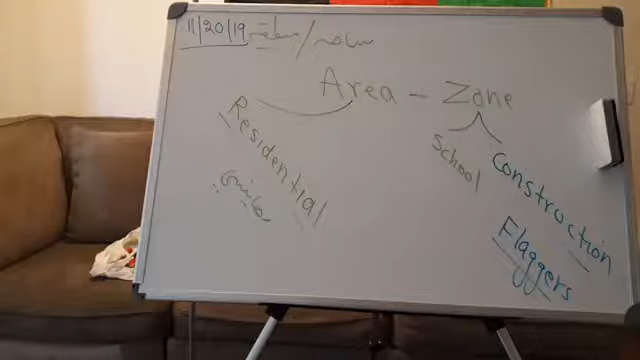 11/20/19
Area - Zone
Residential
School
Construction
Flaggers